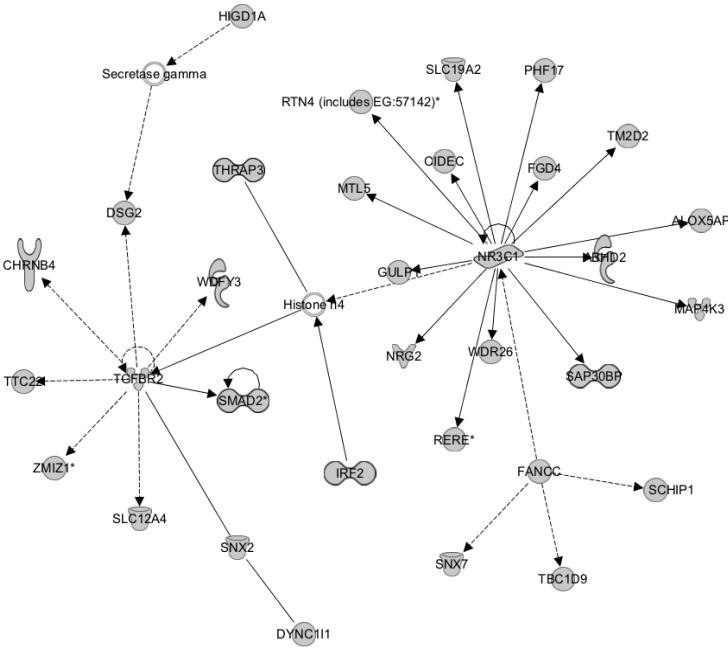 HIGD1A
Secretase gamma
SLC19A2
PHF17
RTN4 (includes EG:57142)*
TM2D2
CIDEC
FGD4
THRAP3
MTL5
DSG2
ALOX5AP
NR3C1
CHRNB4
WDFY3
GULP1
Histone h4
MAP4K3
NRG2
WDR26
TTC22
TGFBR2
SMAD2*
SAP30BP
RERE*
ZMIZ1*
IRF2
FANCC
SCHIP1
SLC12A4
SNX2
SNX7
TBC1D9
DYNC1I1